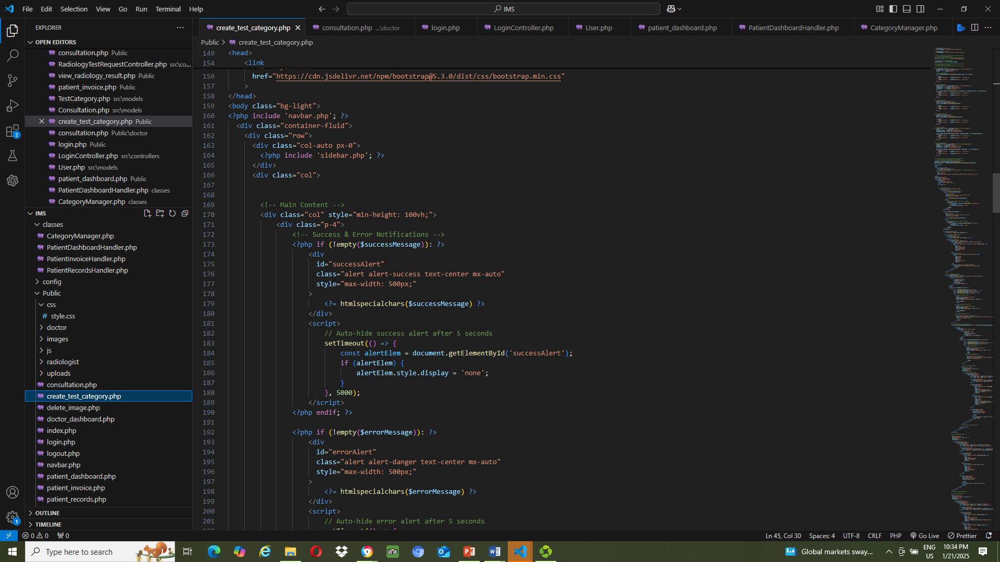 File Edit Selection View Go Run Terminal Help
IMS
EXPLORER
OPEN EDITORS
consultation.php Public
RadiologyTestRequestController.php src\co...
view_radiology_result.php Public
patient_invoice.php Public
TestCategory.php src\models
Consultation.php src\models
create_test_category.php Public
consultation.php Public\doctor
login.php Public
LoginController.php src\controllers
User.php src\models
patient_dashboard.php Public
PatientDashboardHandler.php classes
CategoryManager.php classes
IMS
classes
CategoryManager.php
PatientDashboardHandler.php
PatientInvoiceHandler.php
PatientRecordsHandler.php
config
Public
css
# style.css
doctor
images
js
radiologist
uploads
consultation.php
create_test_category.php
delete_image.php
doctor_dashboard.php
index.php
login.php
logout.php
navbar.php
patient_dashboard.php
patient_invoice.php
patient_records.php
OUTLINE
TIMELINE
2
1
create_test_category.php consultation.php ...\doctor login.php LoginController.php User.php patient_dashboard.php PatientDashboardHandler.php CategoryManager.php
Public > create_test_category.php
149 <head>
154 <link
156 href="https://cdn.jsdelivr.net/npm/bootstrap@5.3.0/dist/css/bootstrap.min.css"
157 >
158 </head>
159 <body class="bg-light">
160 <?php include 'navbar.php'; ?>
161 <div class="container-fluid">
162 <div class="row">
163 <div class="col-auto px-0">
164 <?php include 'sidebar.php'; ?>
165 </div>
166 <div class="col">
167
168
169 <!-- Main Content -->
170 <div class="col" style="min-height: 100vh;">
171 <div class="p-4">
172 <!-- Success & Error Notifications -->
173 <?php if (!empty($successMessage)): ?>
174 <div
175 id="successAlert"
176 class="alert alert-success text-center mx-auto"
177 style="max-width: 500px;"
178 >
179 <?= htmlspecialchars($successMessage) ?>
180 </div>
181 <script>
182 // Auto-hide success alert after 5 seconds
183 setTimeout(() => {
184 const alertElem = document.getElementById('successAlert');
185 if (alertElem) {
186 alertElem.style.display = 'none';
187 }
188 }, 5000);
189 </script>
190 <?php endif; ?>
191
192 <?php if (!empty($errorMessage)): ?>
193 <div
194 id="errorAlert"
195 class="alert alert-danger text-center mx-auto"
196 style="max-width: 500px;"
197 >
198 <?= htmlspecialchars($errorMessage) ?>
199 </div>
200 <script>
201 // Auto-hide error alert after 5 seconds
0 0 0 Ln 45, Col 30 Spaces: 4 UTF-8 CRLF PHP Go Live Prettier
Type here to search
Global markets sway...
ENG
US
10:34 PM
1/21/2025